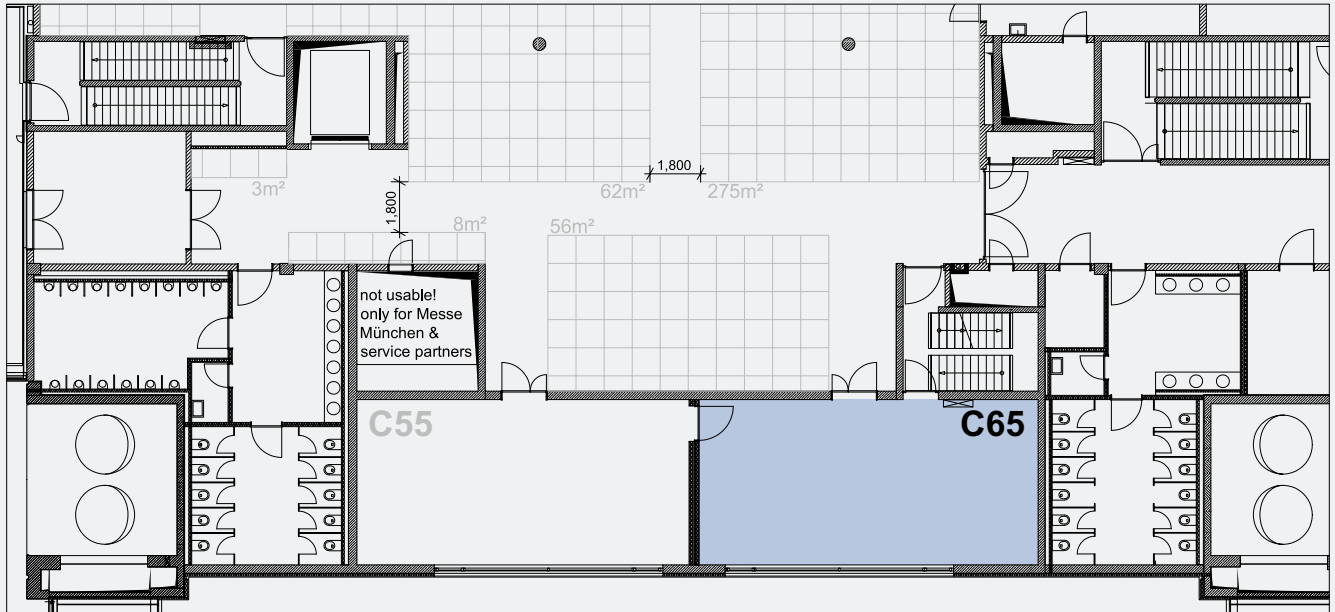 1,800
3m²
62m²
275m²
1,800
8m²
56m²
not usable!
only for Messe
München &
service partners
C55
C65